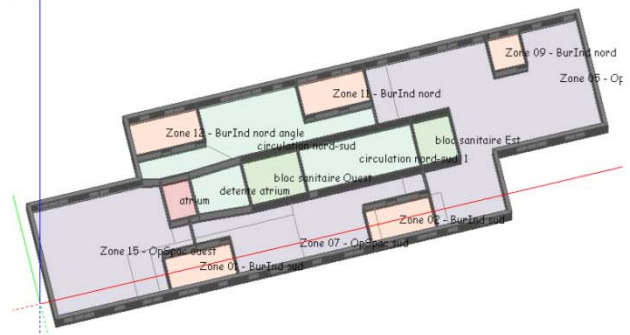 Zone 09 - BurInd nord
Zone 05 - Op
Zone 11 - BurInd nord
Zone 12 - BurInd nord angle
circulation nord-sud
bloc sanitaire Est
circulation nord-sud 1
bloc sanitaire Ouest
detente atrium
atrium
Zone 02 - BurInd sud
Zone 07 - OpSpac sud
Zone 15 - OpSpac ouest
Zone 01 - BurInd sud